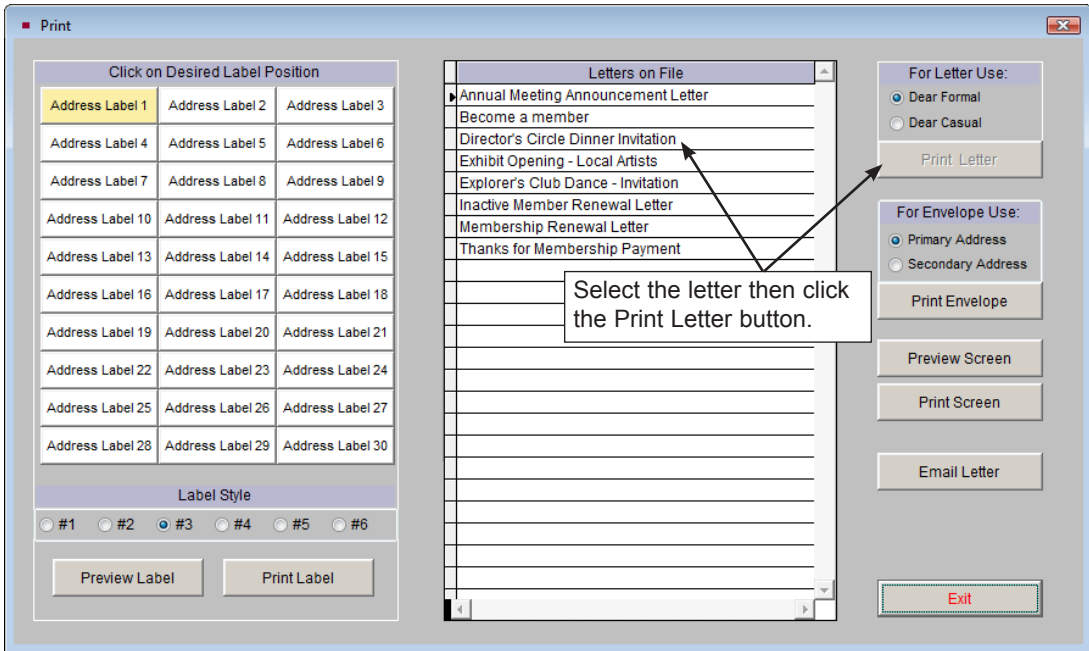 Print
Click on Desired Label Position
Address Label 1 Address Label 2 Address Label 3
Address Label 4 Address Label 5 Address Label 6
Address Label 7 Address Label 8 Address Label 9
Address Label 10 Address Label 11 Address Label 12
Address Label 13 Address Label 14 Address Label 15
Address Label 16 Address Label 17 Address Label 18
Address Label 19 Address Label 20 Address Label 21
Address Label 22 Address Label 23 Address Label 24
Address Label 25 Address Label 26 Address Label 27
Address Label 28 Address Label 29 Address Label 30
Label Style
#1 #2 #3 #4 #5 #6
Preview Label Print Label
Letters on File
Annual Meeting Announcement Letter
Become a member
Director's Circle Dinner Invitation
Exhibit Opening - Local Artists
Explorer's Club Dance - Invitation
Inactive Member Renewal Letter
Membership Renewal Letter
Thanks for Membership Payment
Select the letter then click
the Print Letter button.
For Letter Use:
Dear Formal
Dear Casual
Print Letter
For Envelope Use:
Primary Address
Secondary Address
Print Envelope
Preview Screen
Print Screen
Email Letter
Exit